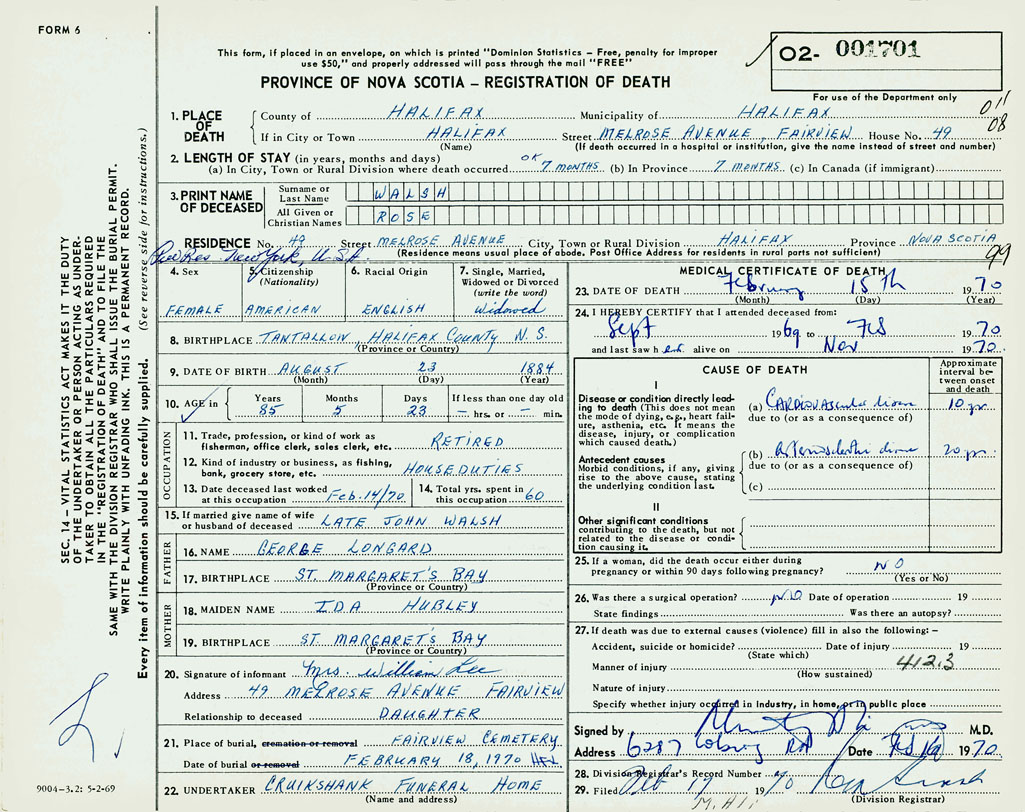 FORM 6
This form, if placed in an envelope, on which is printed "Dominion Statistics – Free, penalty for improper
use $50," and properly addressed will pass through the mail "FREE"
02- 001701
For use of the Department only
PROVINCE OF NOVA SCOTIA – REGISTRATION OF DEATH
011
08
1. PLACE OF DEATH
County of HALIFAX Municipality of HALIFAX
If in City or Town HALIFAX Street MELROSE AVENUE, FAIRVIEW House No. 49
(Name) (If death occurred in a hospital or institution, give the name instead of street and number)
2. LENGTH OF STAY (in years, months and days)
(a) In City, Town or Rural Division where death occurred OK 7 MONTHS (b) In Province 7 MONTHS (c) In Canada (if immigrant)
3. PRINT NAME OF DECEASED
Surname or Last Name WALSH
All Given or Christian Names ROSE
RESIDENCE No. 49 Street MELROSE AVENUE City, Town or Rural Division HALIFAX Province NOVA SCOTIA
Prev Res. New York, U.S.A. (Residence means usual place of abode. Post Office Address for residents in rural parts not sufficient)
99
4. Sex FEMALE
5. Citizenship (Nationality) AMERICAN
6. Racial Origin ENGLISH
7. Single, Married, Widowed or Divorced (write the word) Widowed
8. BIRTHPLACE TANTALLON, HALIFAX COUNTY N.S.
(Province or Country)
9. DATE OF BIRTH AUGUST 23 1884
(Month) (Day) (Year)
10. AGE in Years 85 Months 5 Days 23 If less than one day – hrs. or – min.
OCCUPATION
11. Trade, profession, or kind of work as fisherman, office clerk, sales clerk, etc. RETIRED
12. Kind of industry or business, as fishing, bank, grocery store, etc. HOUSE DUTIES
13. Date deceased last worked at this occupation Feb. 14/70
14. Total yrs. spent in this occupation 60
15. If married give name of wife or husband of deceased LATE JOHN WALSH
FATHER
16. NAME GEORGE LONGARD
17. BIRTHPLACE ST. MARGARET'S BAY
(Province or Country)
MOTHER
18. MAIDEN NAME IDA HUBLEY
19. BIRTHPLACE ST. MARGARET'S BAY
(Province or Country)
20. Signature of informant Mrs. William Lee
Address 49 MELROSE AVENUE FAIRVIEW
Relationship to deceased DAUGHTER
21. Place of burial, cremation or removal FAIRVIEW CEMETERY
Date of burial or removal FEBRUARY 18, 1970
22. UNDERTAKER CRUIKSHANK FUNERAL HOME
(Name and address)
MEDICAL CERTIFICATE OF DEATH
23. DATE OF DEATH February 15Th 1970
(Month) (Day) (Year)
24. I HEREBY CERTIFY that I attended deceased from:
Sept 1969 to Feb 1970
and last saw her alive on Nov 1970
CAUSE OF DEATH
Approximate interval between onset and death
I
Disease or condition directly leading to death (This does not mean the mode of dying, e.g., heart failure, asthenia, etc. It means the disease, injury, or complication which caused death.)
(a) Cardiovascular 10 yr.
due to (or as a consequence of)
Antecedent causes
Morbid conditions, if any, giving rise to the above cause, stating the underlying condition last.
(b) 20 yr.
due to (or as a consequence of)
(c)
II
Other significant conditions contributing to the death, but not related to the disease or condition causing it.
25. If a woman, did the death occur either during pregnancy or within 90 days following pregnancy? NO
(Yes or No)
26. Was there a surgical operation? NO Date of operation 19
State findings Was there an autopsy?
27. If death was due to external causes (violence) fill in also the following: –
Accident, suicide or homicide? Date of injury 19
(State which)
412.3
Manner of injury
(How sustained)
Nature of injury
Specify whether injury occurred in industry, in home, or in public place
Signed by M.D.
Address 6287 Coburg Rd Date Feb 16 1970
28. Division Registrar's Record Number
29. Filed Feb 17 1970
(Division Registrar)
SEC. 14 – VITAL STATISTICS ACT MAKES IT THE DUTY
OF THE UNDERTAKER OR PERSON ACTING AS UNDERTAKER TO OBTAIN ALL THE PARTICULARS REQUIRED
IN THE "REGISTRATION OF DEATH" AND TO FILE THE
SAME WITH THE DIVISION REGISTRAR WHO SHALL ISSUE THE BURIAL PERMIT.
WRITE PLAINLY WITH UNFADING INK. THIS IS A PERMANENT RECORD.
Every item of information should be carefully supplied. (See reverse side for instructions.)
9004–3.2: 5-2-69